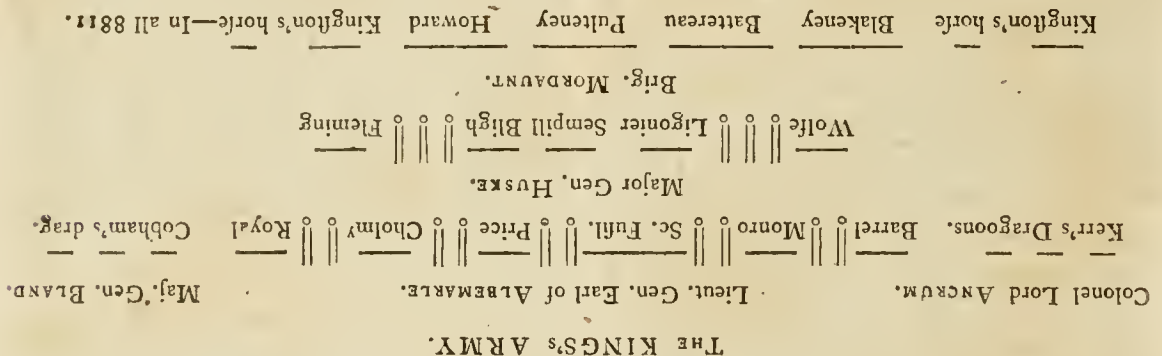 THE KINGS's ARMY.
Colonel Lord ANCRUM. Lieut. Gen. Earl of ALBEMARLE. Maj. Gen. BLAND.
Kerr's Dragoons. Barrel Monro Sc. Fuſil. Price Cholmy Royal Cobham's drag.
Major Gen. HUSKE.
Wolfe Ligonier Sempill Bligh Fleming
Brig. MORDAUNT.
Kingſton's horſe Blakeney Battereau Pulteney Howard Kingſton's horſe—In all 8811.